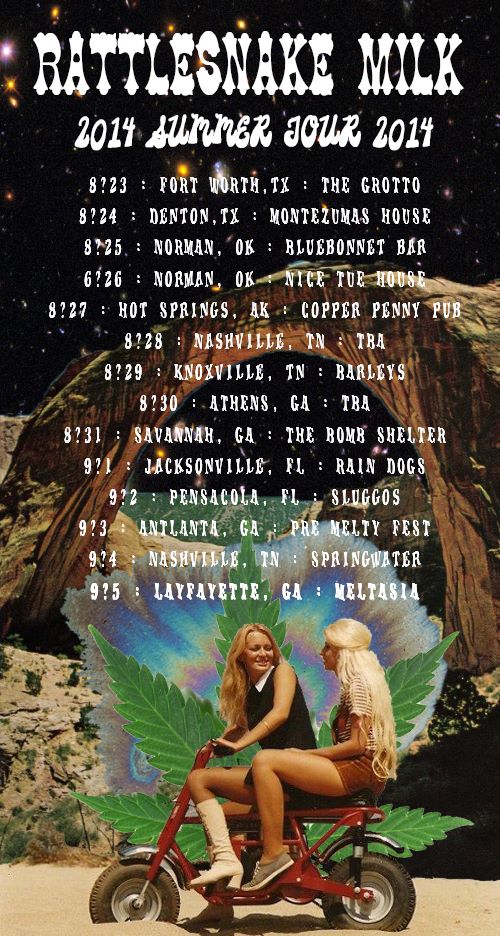 RATTLESNAKE MILK
2014 SUMMER TOUR 2014
8?23 : FORT WORTH,TX : THE GROTTO
8?24 : DENTON,TX : MONTEZUMAS HOUSE
8?25 : NORMAN, OK : BLUEBONNET BAR
6?26 : NORMAN, OK : NICE TUE HOUSE
8?27 : HOT SPRINGS, AK : COPPER PENNY PUB
8?28 : NASHVILLE, TN : TBA
8?29 : KNOXVILLE, TN : BARLEYS
8?30 : ATHENS, GA : TBA
8?31 : SAVANNAH, GA : THE BOMB SHELTER
9?1 : JACKSONVILLE, FL : RAIN DOGS
9?2 : PENSACOLA, FL : SLUGGOS
9?3 : ANTLANTA, GA : PRE MELTY FEST
9?4 : NASHVILLE, TN : SPRINGWATER
9?5 : LAYFAYETTE, GA : MELTASIA